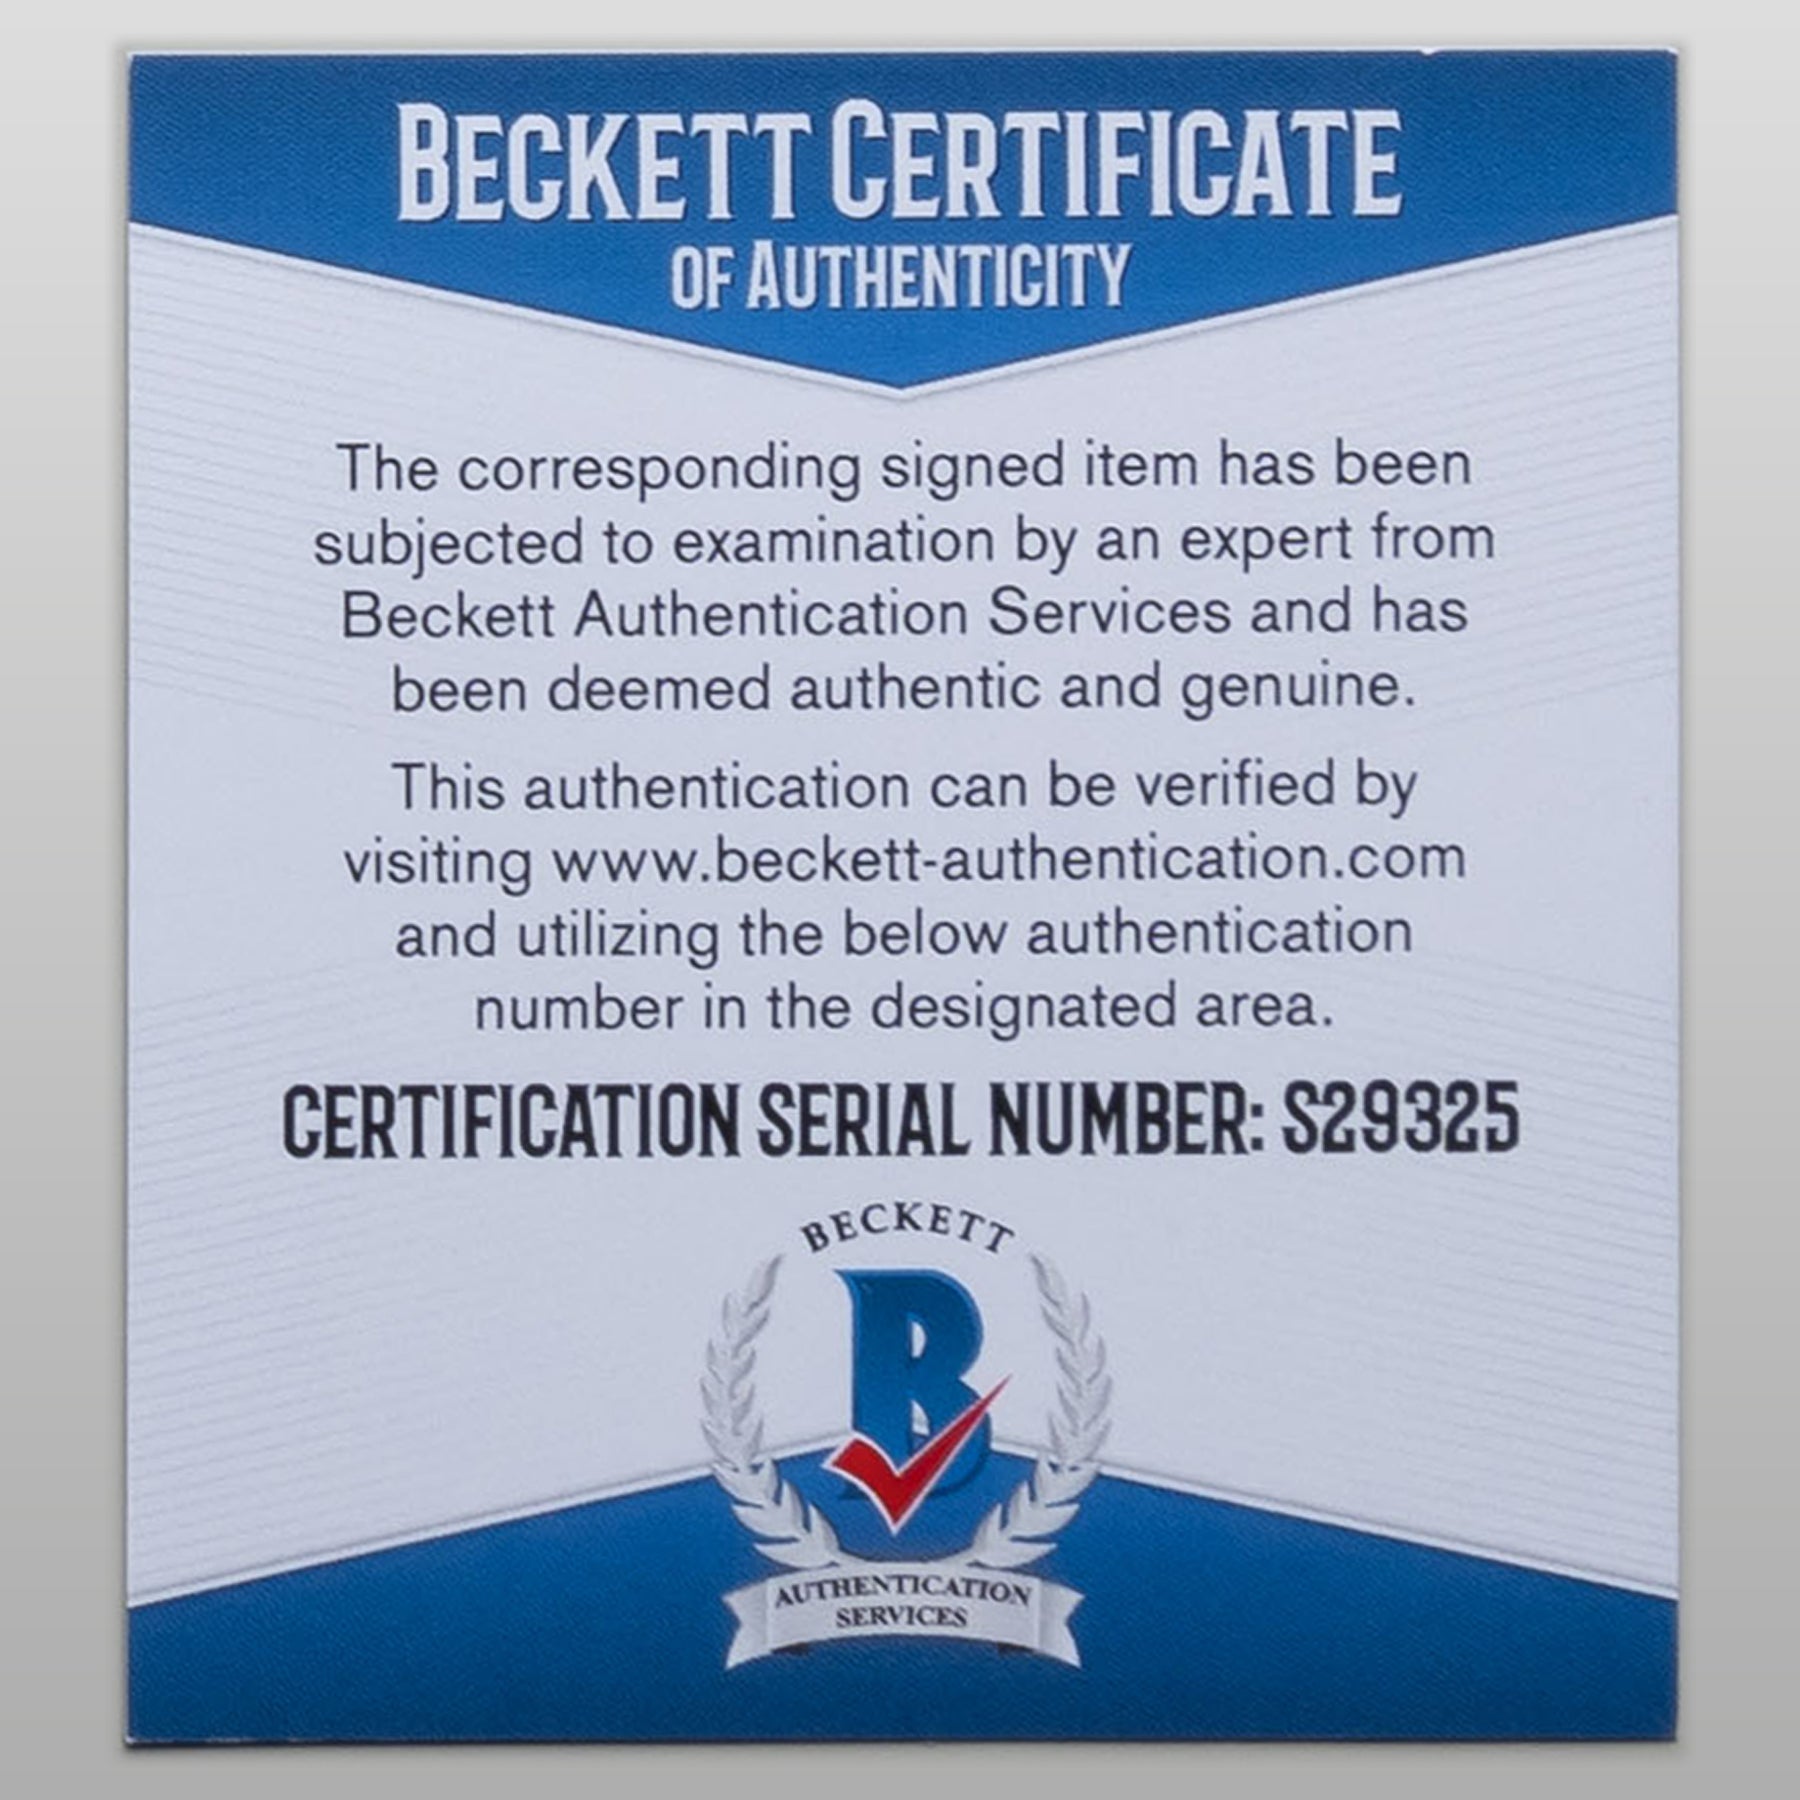 BECKETT CERTIFICATE
OF AUTHENTICITY
The corresponding signed item has been
subjected to examination by an expert from
Beckett Authentication Services and has
been deemed authentic and genuine.
This authentication can be verified by
visiting www.beckett-authentication.com
and utilizing the below authentication
number in the designated area.
CERTIFICATION SERIAL NUMBER: S29325
BECKETT
B
AUTHENTICATION
SERVICES